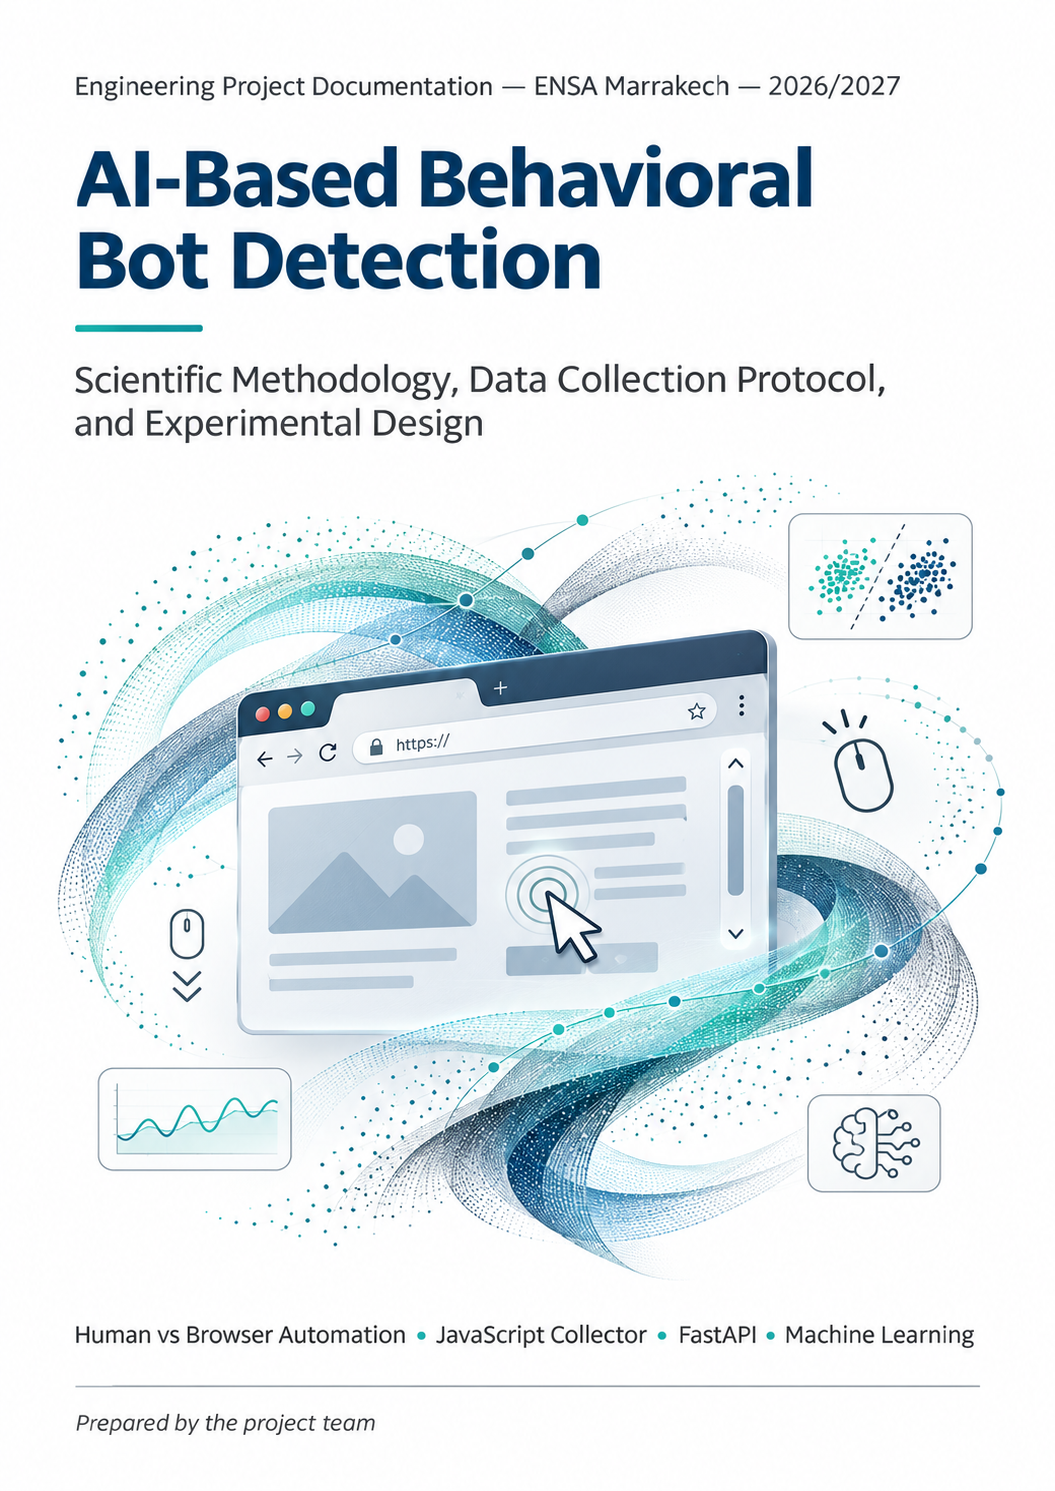 Engineering Project Documentation — ENSA Marrakech — 2026/2027
AI-Based Behavioral
Bot Detection
Scientific Methodology, Data Collection Protocol,
and Experimental Design
https://
Human vs Browser Automation • JavaScript Collector • FastAPI • Machine Learning
Prepared by the project team